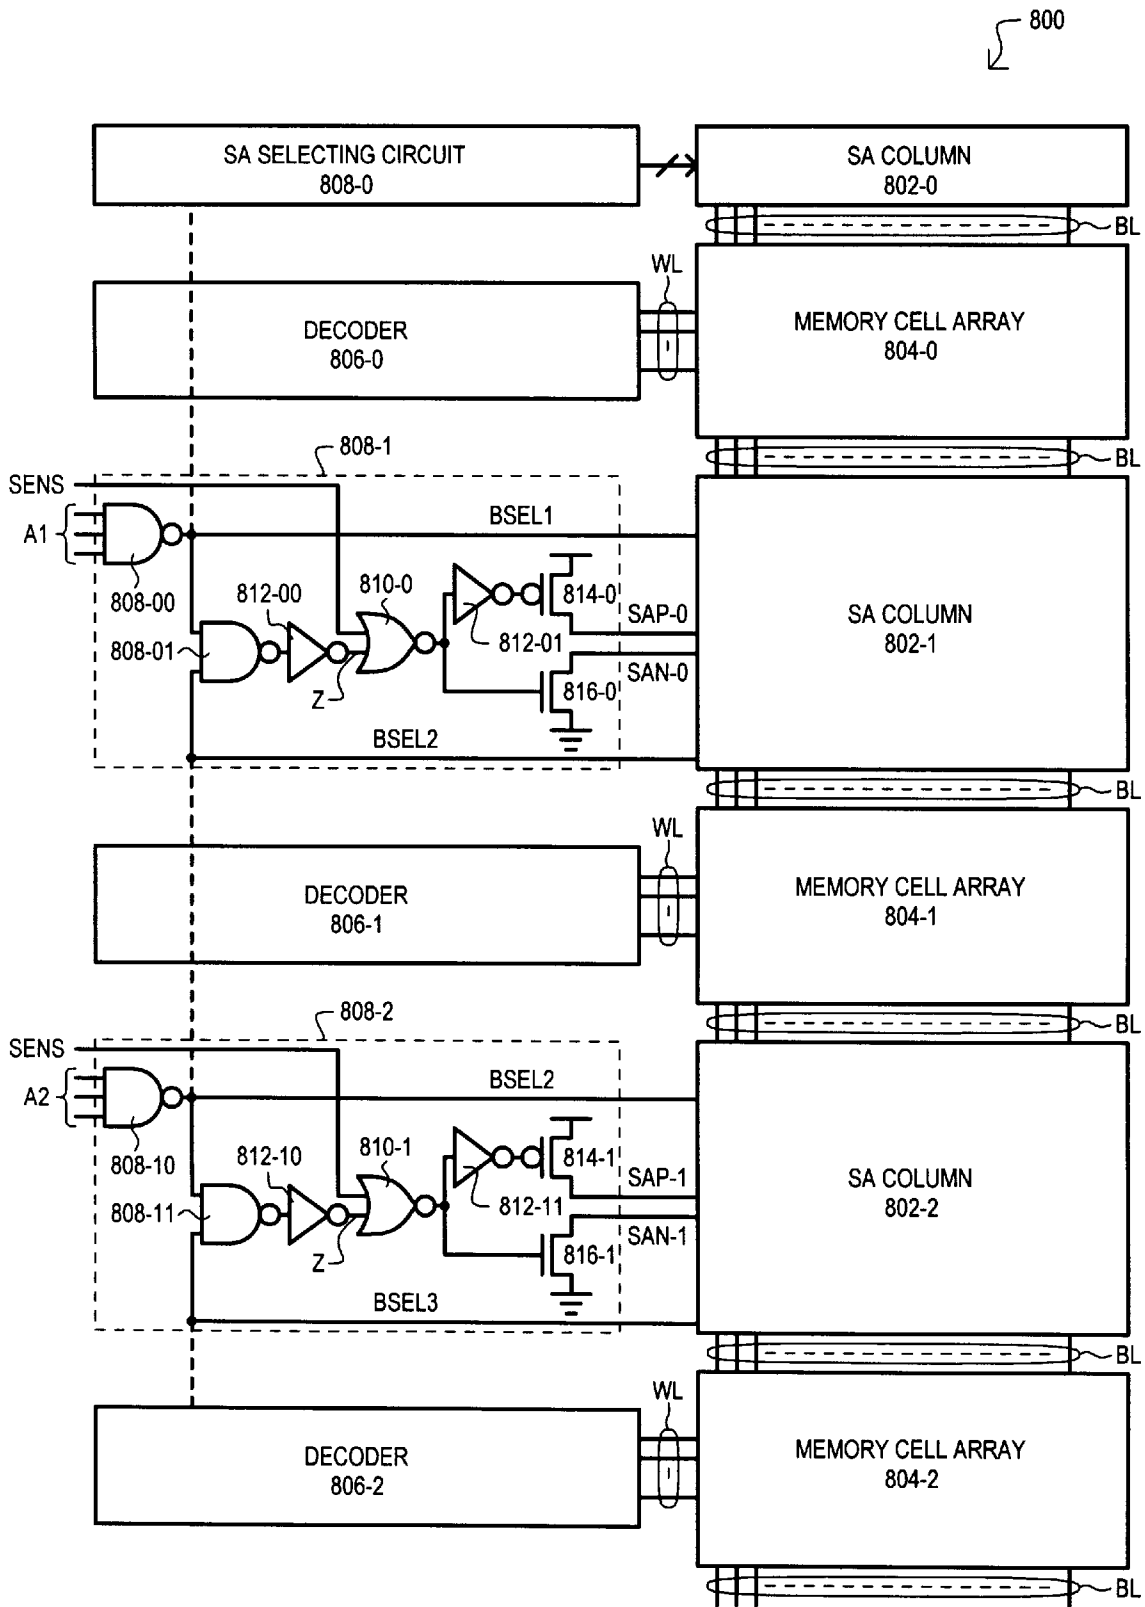 800
SA SELECTING CIRCUIT
808-0
SA COLUMN
802-0
BL
WL
DECODER
806-0
MEMORY CELL ARRAY
804-0
808-1
BL
SENS
A1
BSEL1
808-00
812-00
810-0
814-0
SAP-0
SA COLUMN
802-1
808-01
812-01
SAN-0
Z
816-0
BSEL2
BL
WL
DECODER
806-1
MEMORY CELL ARRAY
804-1
808-2
BL
SENS
A2
BSEL2
808-10
812-10
810-1
814-1
SAP-1
SA COLUMN
802-2
808-11
812-11
SAN-1
Z
816-1
BSEL3
BL
WL
DECODER
806-2
MEMORY CELL ARRAY
804-2
BL